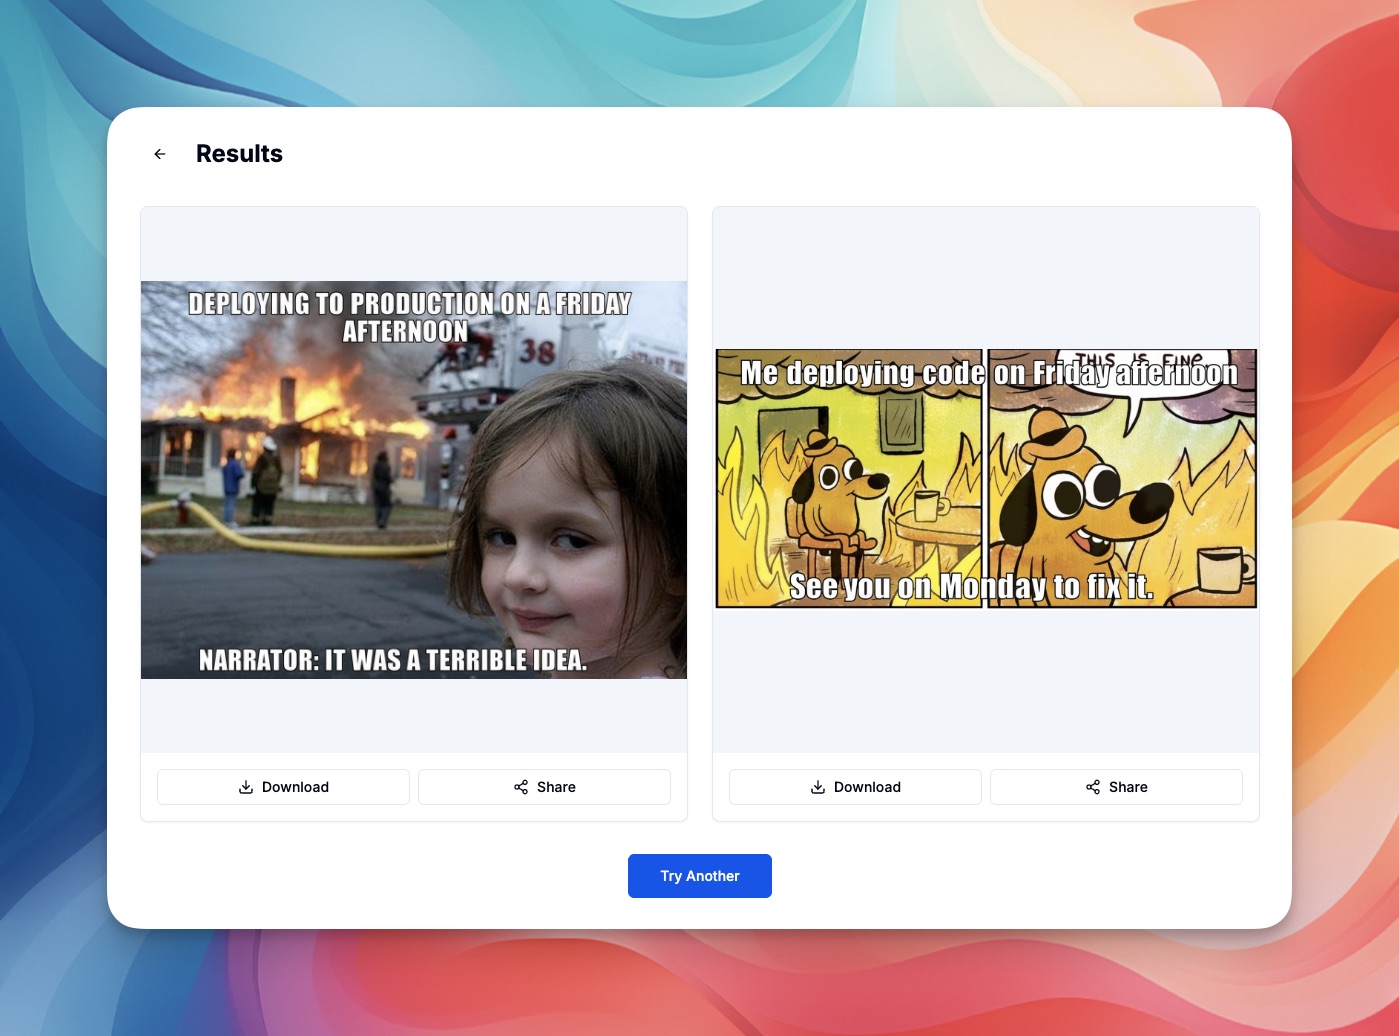 Results
DEPLOYING TO PRODUCTION ON A FRIDAY
AFTERNOON
38
NARRATOR: IT WAS A TERRIBLE IDEA.
THIS IS FINE
Me deploying code on Friday afternoon
See you on Monday to fix it.
Download
Share
Download
Share
Try Another